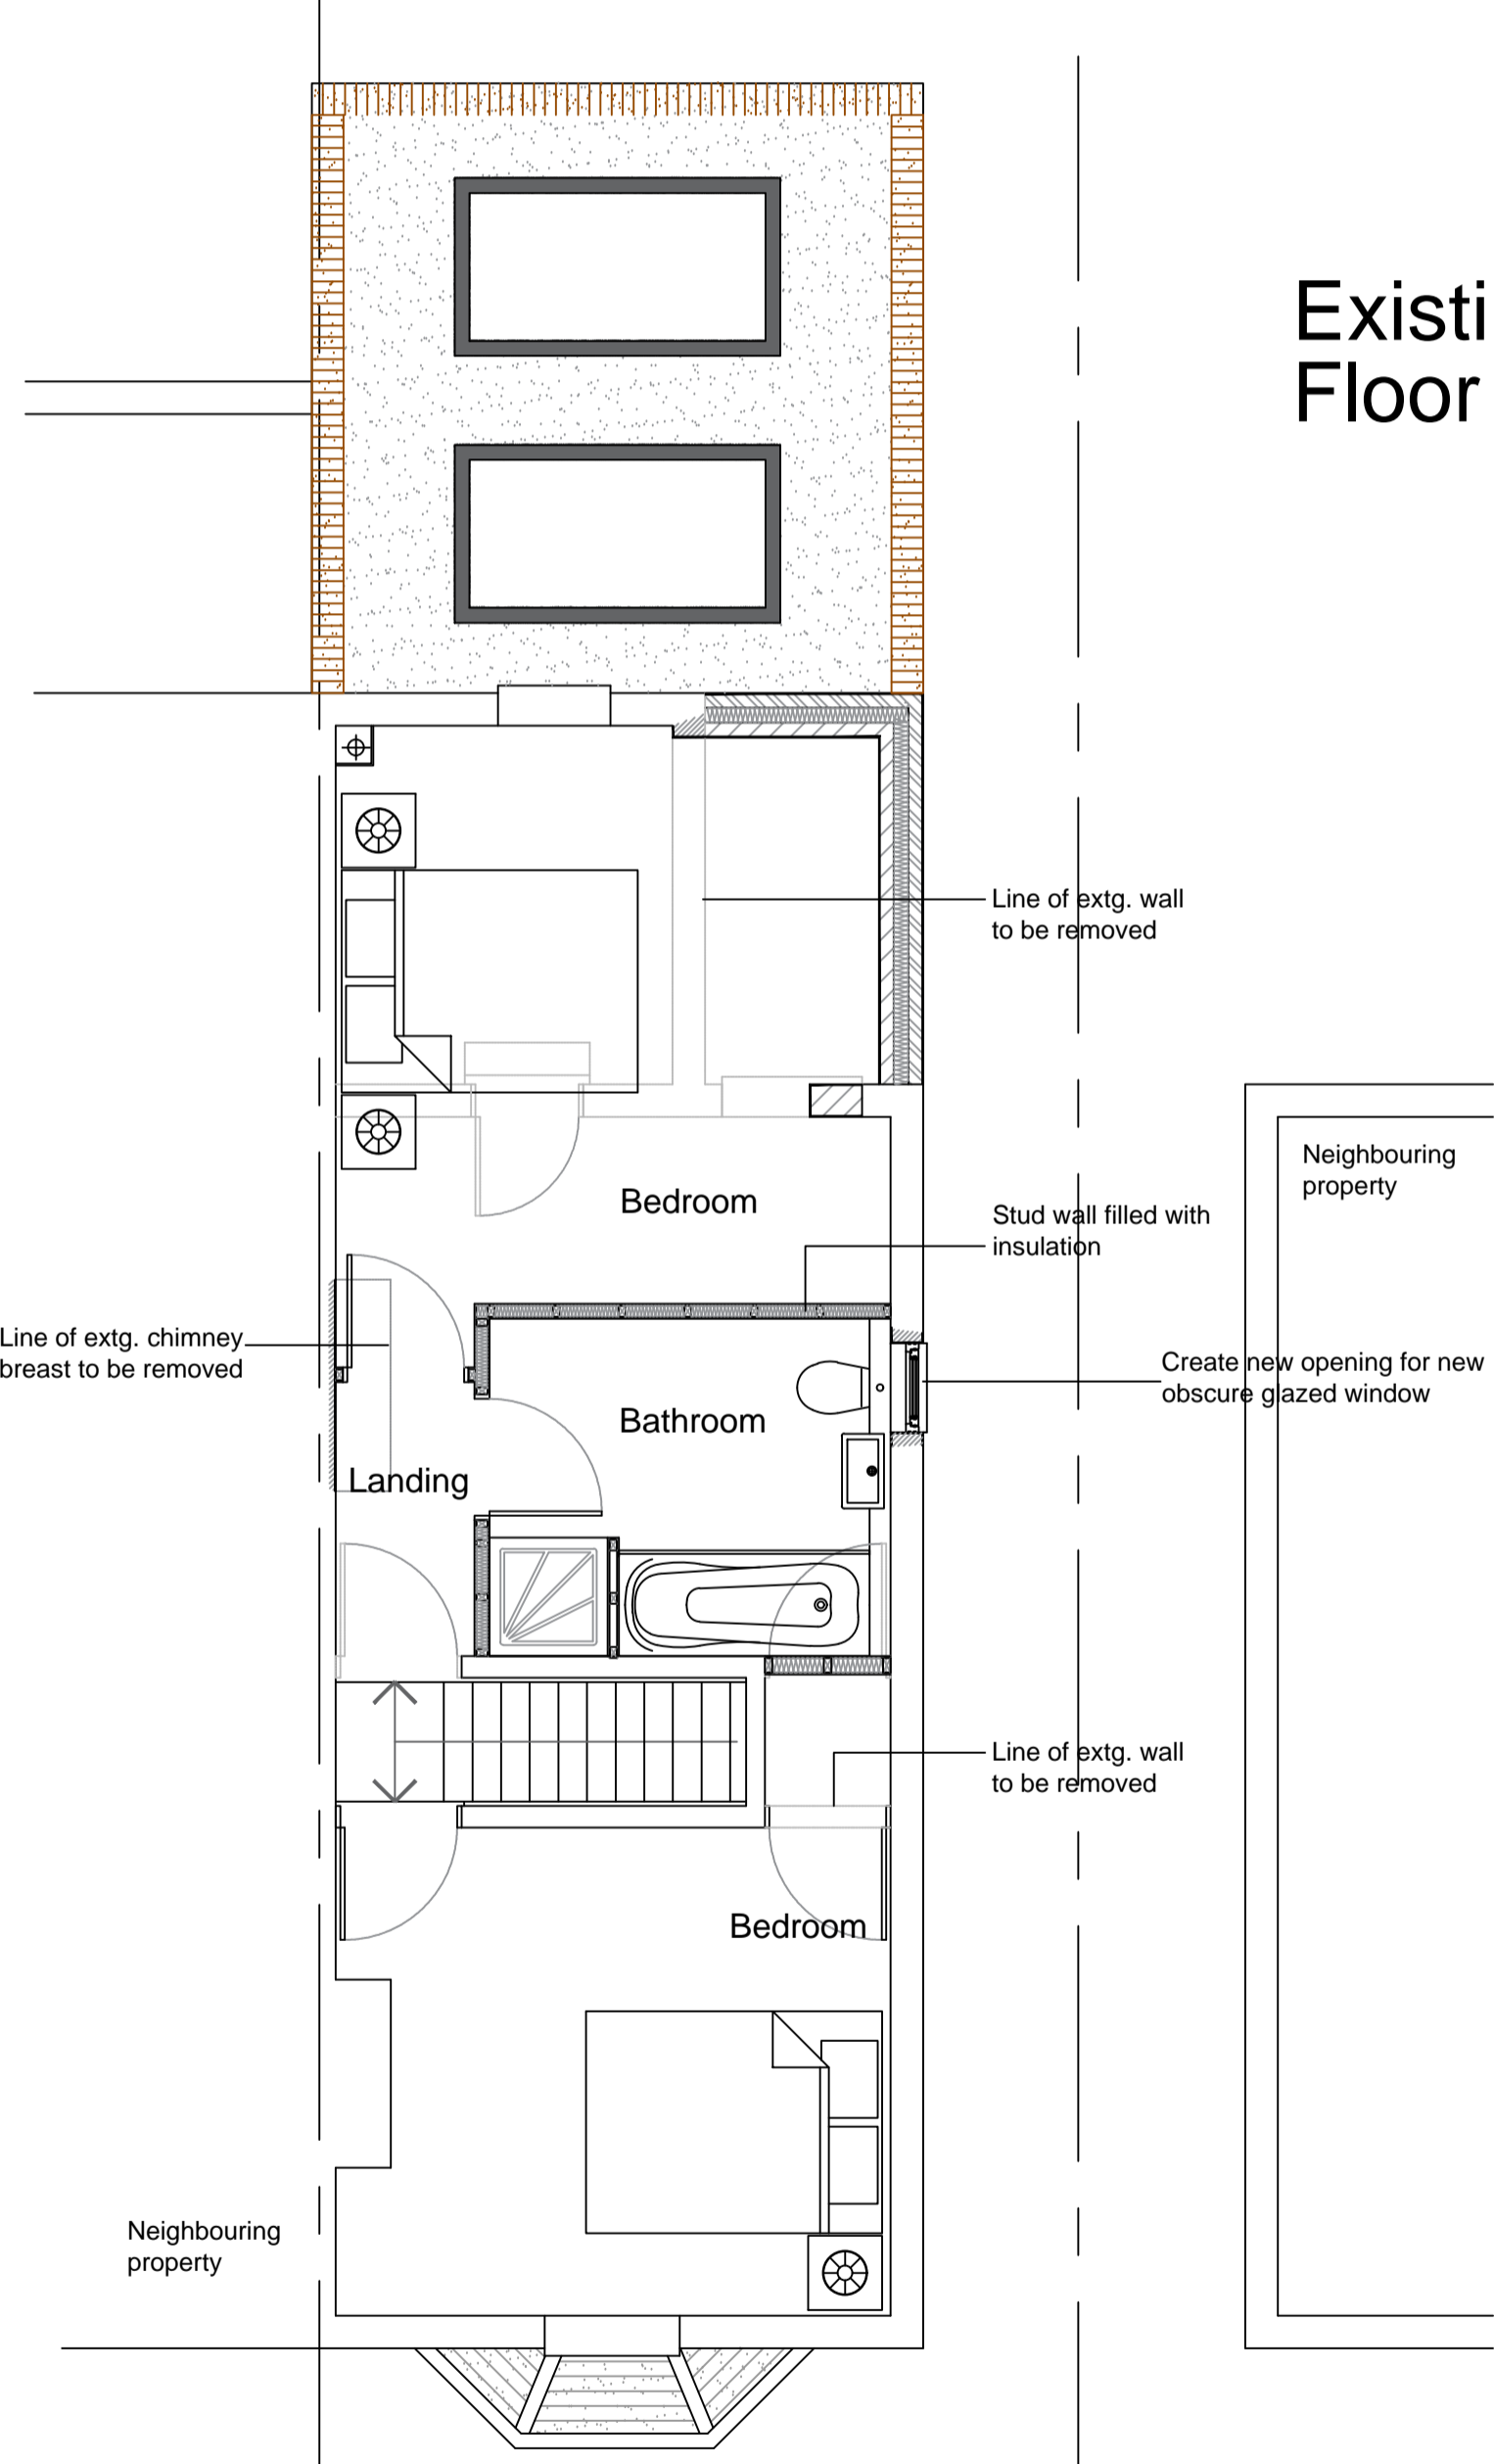 Existi
Floor
Line of extg. wall
to be removed
Neighbouring
property
Bedroom
Stud wall filled with
insulation
Line of extg. chimney
breast to be removed
Create new opening for new
obscure glazed window
Bathroom
Landing
Line of extg. wall
to be removed
Bedroom
Neighbouring
property